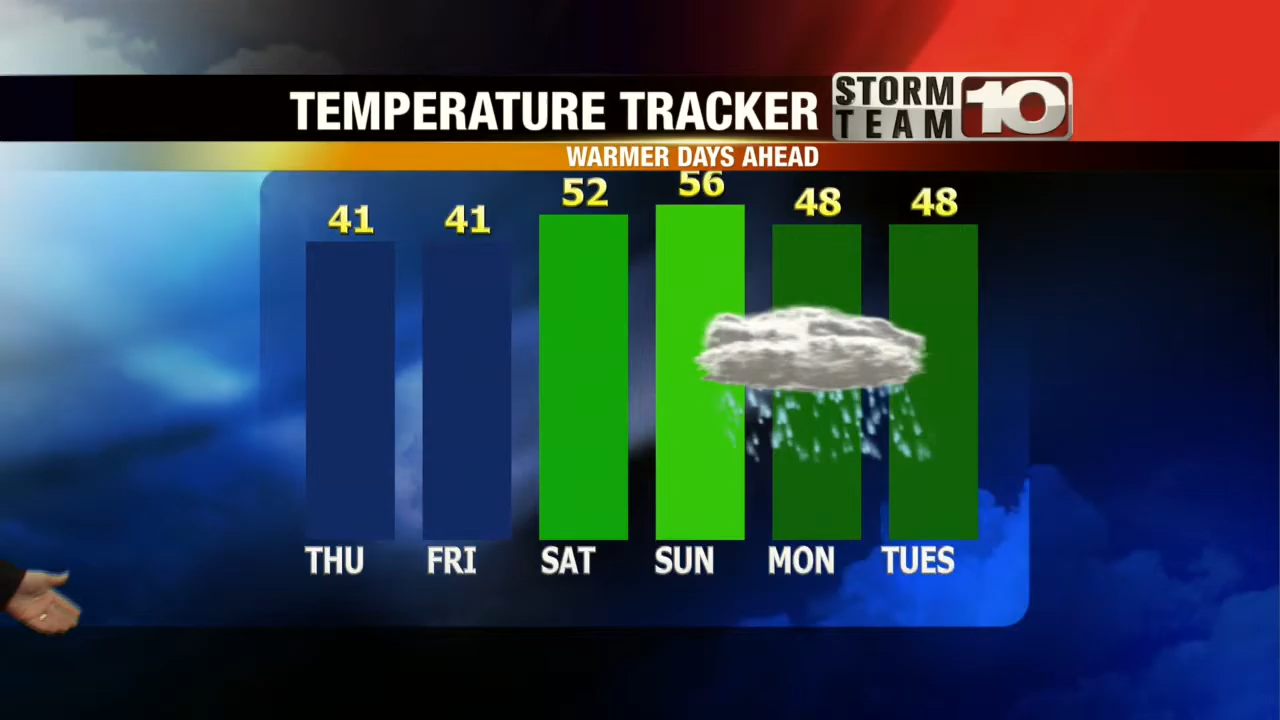 TEMPERATURE TRACKER
STORM TEAM 10
WARMER DAYS AHEAD
41 41 52 56 48 48
THU FRI SAT SUN MON TUES